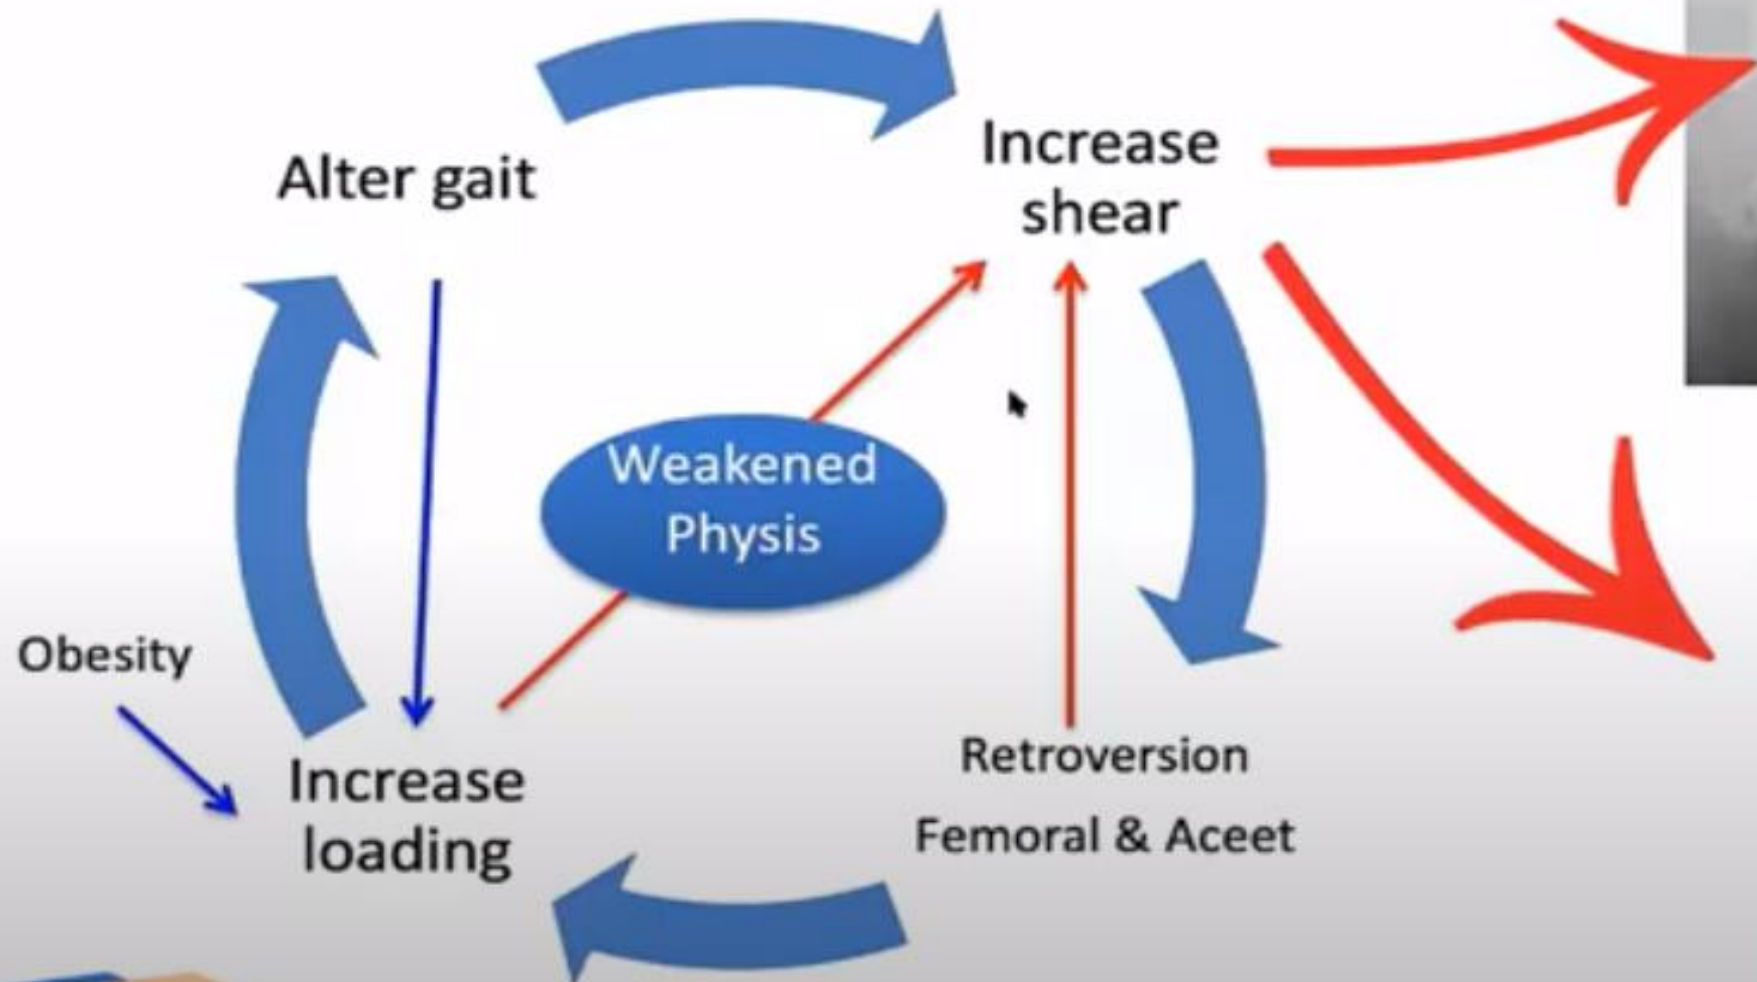 Alter gait
Increase
shear
Weakened
Physis
Obesity
Increase
loading
Retroversion
Femoral & Aceet